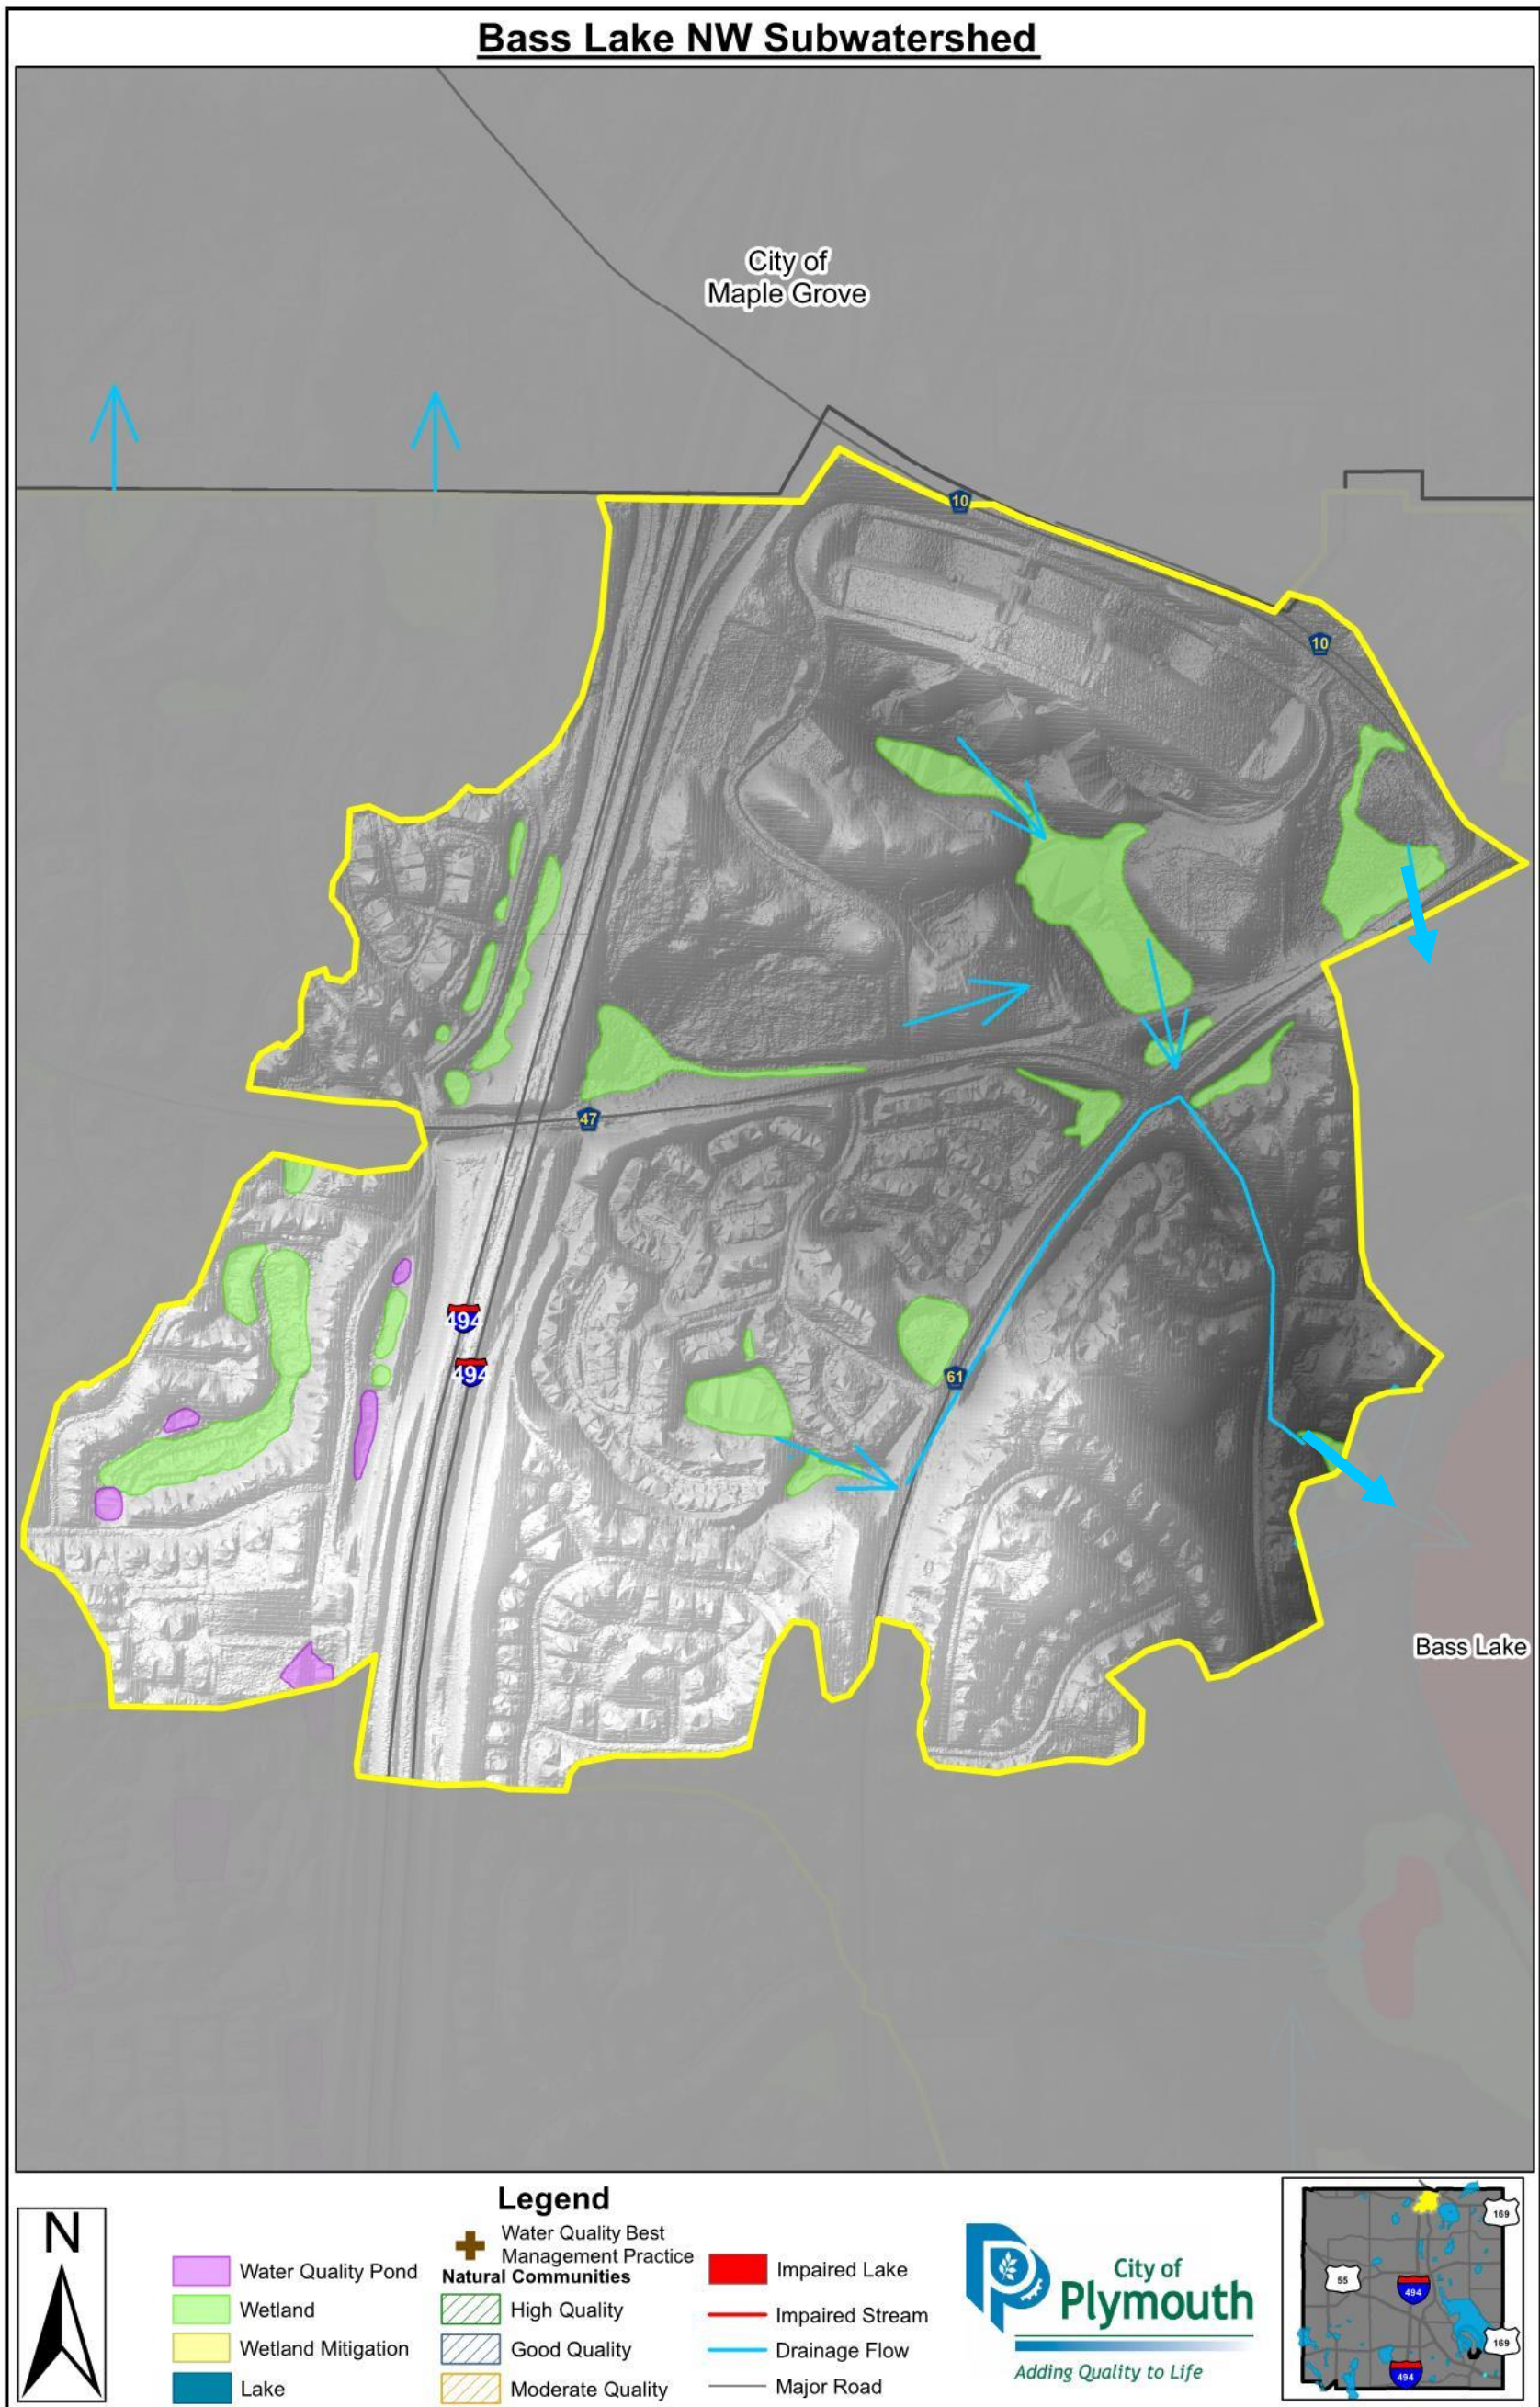 Bass Lake NW Subwatershed
City of
Maple Grove
10
10
47
494
494
61
Bass Lake
N
Legend
Water Quality Pond
Wetland
Wetland Mitigation
Lake
Water Quality Best
Management Practice
Natural Communities
High Quality
Good Quality
Moderate Quality
Impaired Lake
Impaired Stream
Drainage Flow
Major Road
City of
Plymouth
Adding Quality to Life
169
55
494
169
494